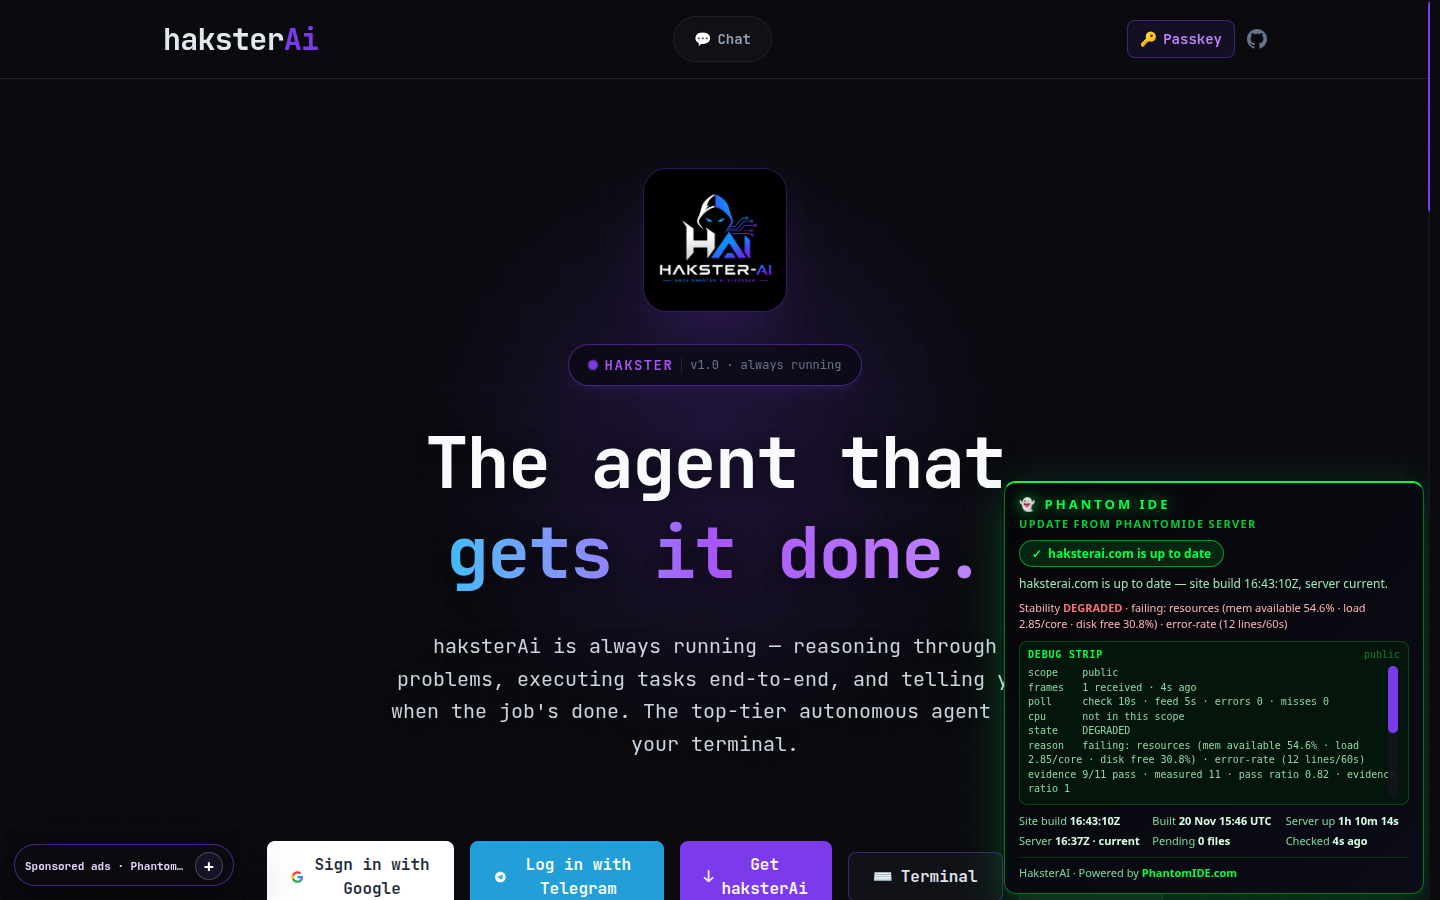 haksterAi
Chat
Passkey
HAKSTER-AI
HAKSTER
v1.0 · always running
The agent that
gets it done.
haksterAi is always running — reasoning through
problems, executing tasks end-to-end, and telling
when the job's done. The top-tier autonomous agent
your terminal.
Sponsored ads · Phantom…
+
Sign in with
Google
Log in with
Telegram
↓ Get
haksterAi
Terminal
PHANTOM IDE
UPDATE FROM PHANTOMIDE SERVER
✓ haksterai.com is up to date
haksterai.com is up to date — site build 16:43:10Z, server current.
Stability DEGRADED · failing: resources (mem available 54.6% · load
2.85/core · disk free 30.8%) · error-rate (12 lines/60s)
DEBUG STRIP
public
scope public
frames 1 received · 4s ago
poll check 10s · feed 5s · errors 0 · misses 0
cpu not in this scope
state DEGRADED
reason failing: resources (mem available 54.6% · load
2.85/core · disk free 30.8%) · error-rate (12 lines/60s)
evidence 9/11 pass · measured 11 · pass ratio 0.82 · evidenc
ratio 1
Site build 16:43:10Z
Built 20 Nov 15:46 UTC
Server up 1h 10m 14s
Server 16:37Z · current
Pending 0 files
Checked 4s ago
HaksterAI · Powered by PhantomIDE.com